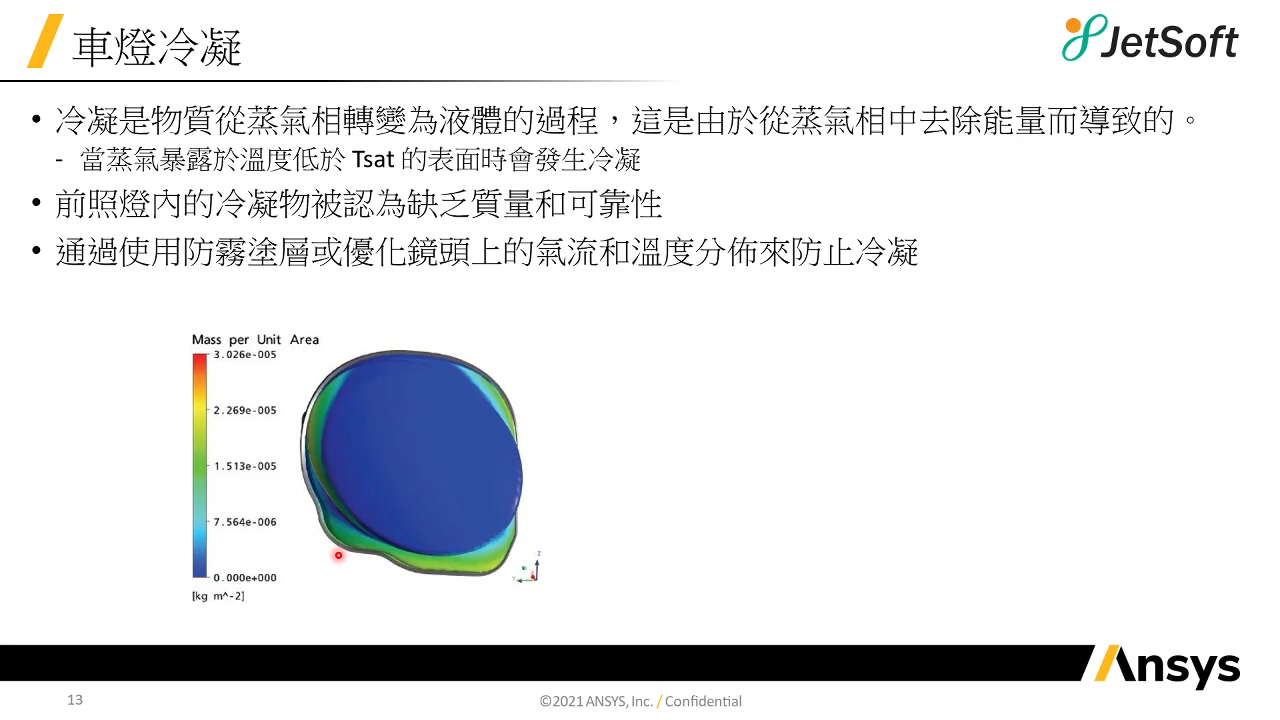 車燈冷凝
JetSoft
• 冷凝是物質從蒸氣相轉變為液體的過程，這是由於從蒸氣相中去除能量而導致的。
- 當蒸氣暴露於溫度低於 Tsat 的表面時會發生冷凝
• 前照燈內的冷凝物被認為缺乏質量和可靠性
• 通過使用防霧塗層或優化鏡頭上的氣流和溫度分佈來防止冷凝
Mass per Unit Area
3.026e-005
2.269e-005
1.513e-005
7.564e-006
0.000e+000
[kg m^-2]
Z
Y
Ansys
13
©2021 ANSYS, Inc. / Confidential